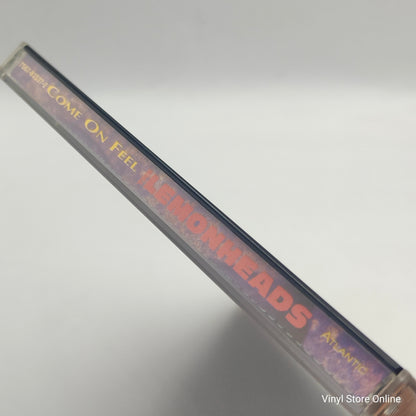 COME ON FEEL
LEMONHEADS
ATLANTIC
Vinyl Store Online